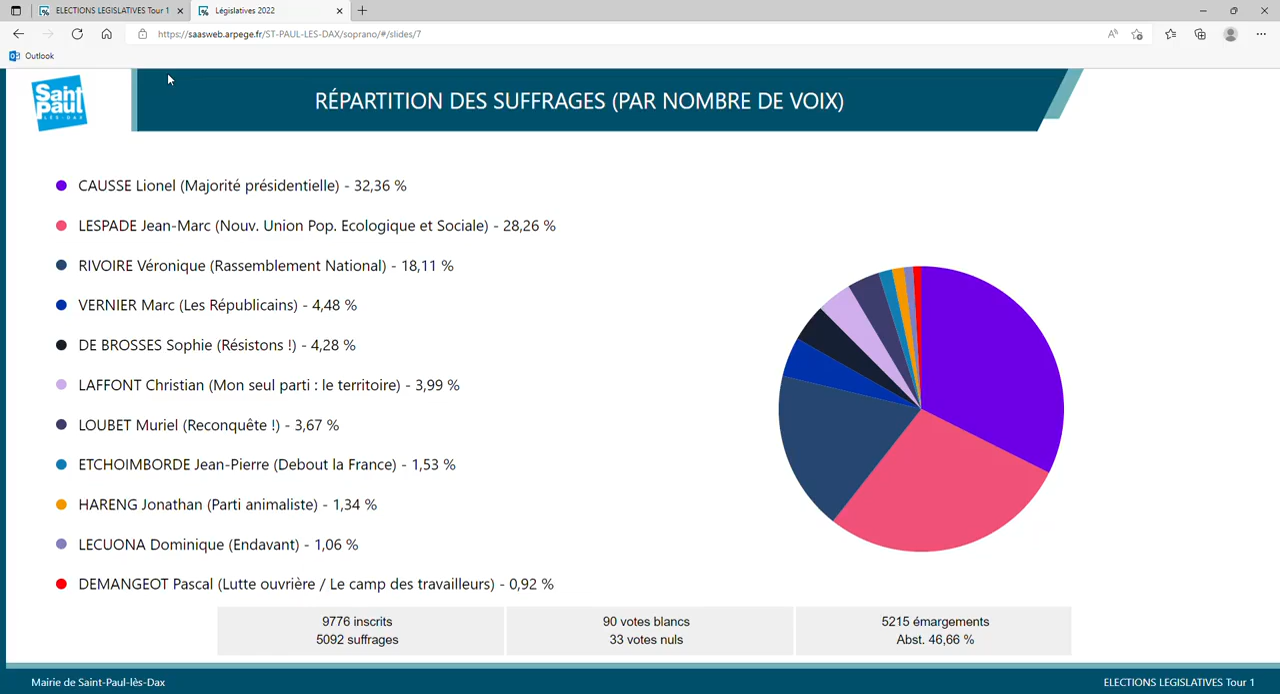 ELECTIONS LEGISLATIVES Tour 1
Législatives 2022
https://saasweb.arpege.fr/ST-PAUL-LES-DAX/soprano/#/slides/7
Outlook
Saint
Paul
LÈS-DAX
RÉPARTITION DES SUFFRAGES (PAR NOMBRE DE VOIX)
CAUSSE Lionel (Majorité présidentielle) - 32,36 %
LESPADE Jean-Marc (Nouv. Union Pop. Ecologique et Sociale) - 28,26 %
RIVOIRE Véronique (Rassemblement National) - 18,11 %
VERNIER Marc (Les Républicains) - 4,48 %
DE BROSSES Sophie (Résistons !) - 4,28 %
LAFFONT Christian (Mon seul parti : le territoire) - 3,99 %
LOUBET Muriel (Reconquête !) - 3,67 %
ETCHOIMBORDE Jean-Pierre (Debout la France) - 1,53 %
HARENG Jonathan (Parti animaliste) - 1,34 %
LECUONA Dominique (Endavant) - 1,06 %
DEMANGEOT Pascal (Lutte ouvrière / Le camp des travailleurs) - 0,92 %
9776 inscrits
5092 suffrages
90 votes blancs
33 votes nuls
5215 émargements
Abst. 46,66 %
Mairie de Saint-Paul-lès-Dax
ELECTIONS LEGISLATIVES Tour 1